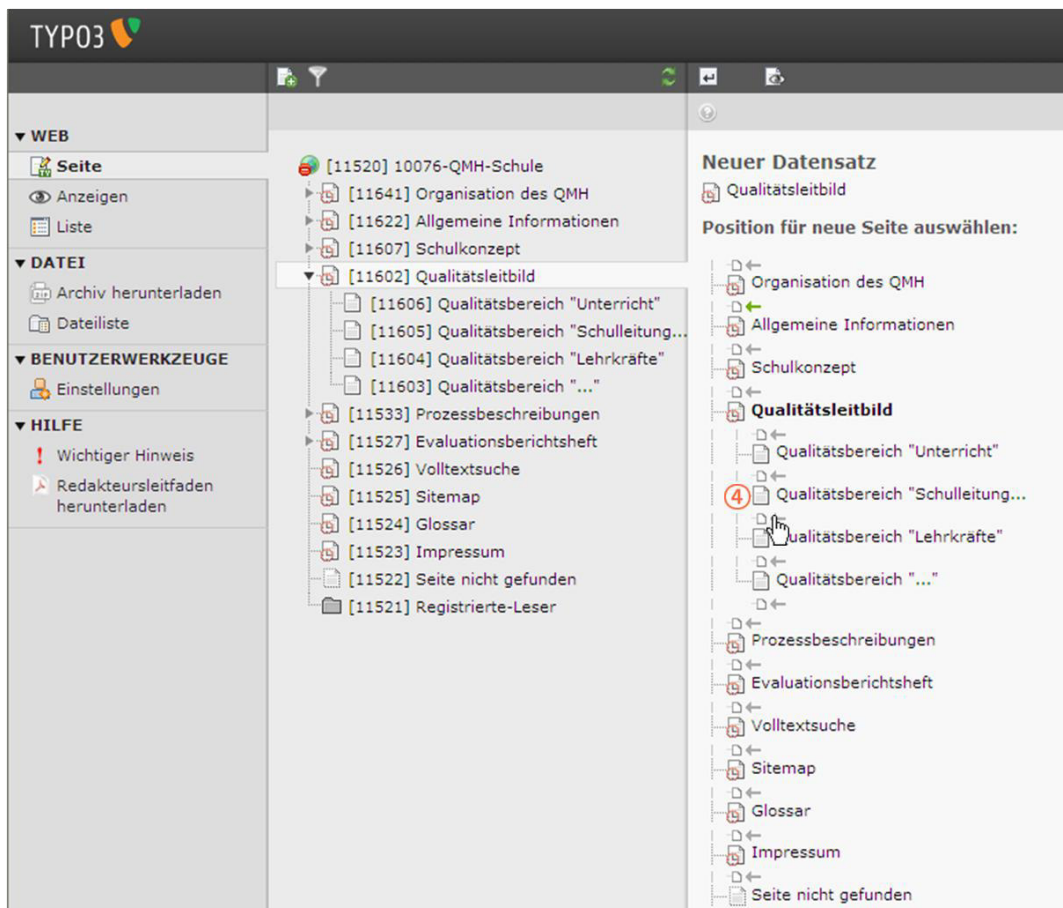 TYPO3
WEB
Seite
Anzeigen
Liste
DATEI
Archiv herunterladen
Dateiliste
BENUTZERWERKZEUGE
Einstellungen
HILFE
Wichtiger Hinweis
Redakteursleitfaden
herunterladen
[11520] 10076-QMH-Schule
[11641] Organisation des QMH
[11622] Allgemeine Informationen
[11607] Schulkonzept
[11602] Qualitätsleitbild
[11606] Qualitätsbereich "Unterricht"
[11605] Qualitätsbereich "Schulleitung...
[11604] Qualitätsbereich "Lehrkräfte"
[11603] Qualitätsbereich "..."
[11533] Prozessbeschreibungen
[11527] Evaluationsberichtsheft
[11526] Volltextsuche
[11525] Sitemap
[11524] Glossar
[11523] Impressum
[11522] Seite nicht gefunden
[11521] Registrierte-Leser
Neuer Datensatz
Qualitätsleitbild
Position für neue Seite auswählen:
Organisation des QMH
Allgemeine Informationen
Schulkonzept
Qualitätsleitbild
Qualitätsbereich "Unterricht"
4 Qualitätsbereich "Schulleitung...
Qualitätsbereich "Lehrkräfte"
Qualitätsbereich "..."
Prozessbeschreibungen
Evaluationsberichtsheft
Volltextsuche
Sitemap
Glossar
Impressum
Seite nicht gefunden